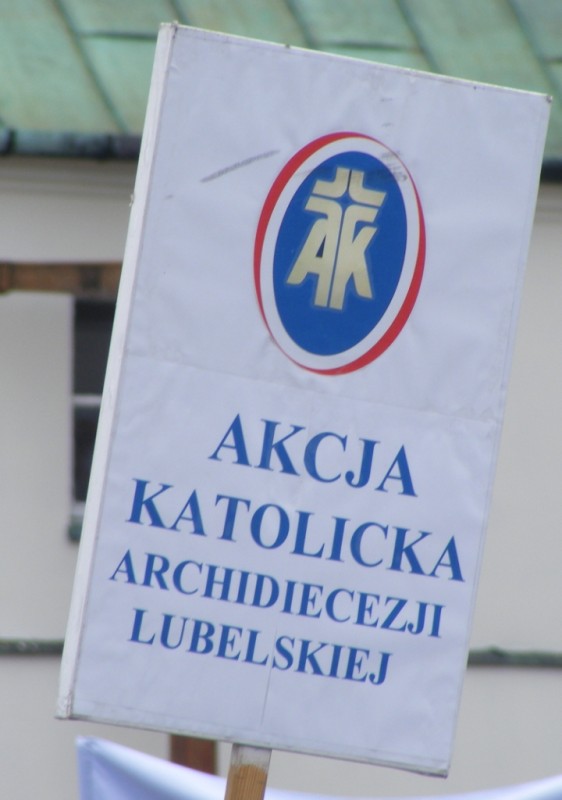 AK
AKCJA
KATOLICKA
ARCHIDIECEZJI
LUBELSKIEJ